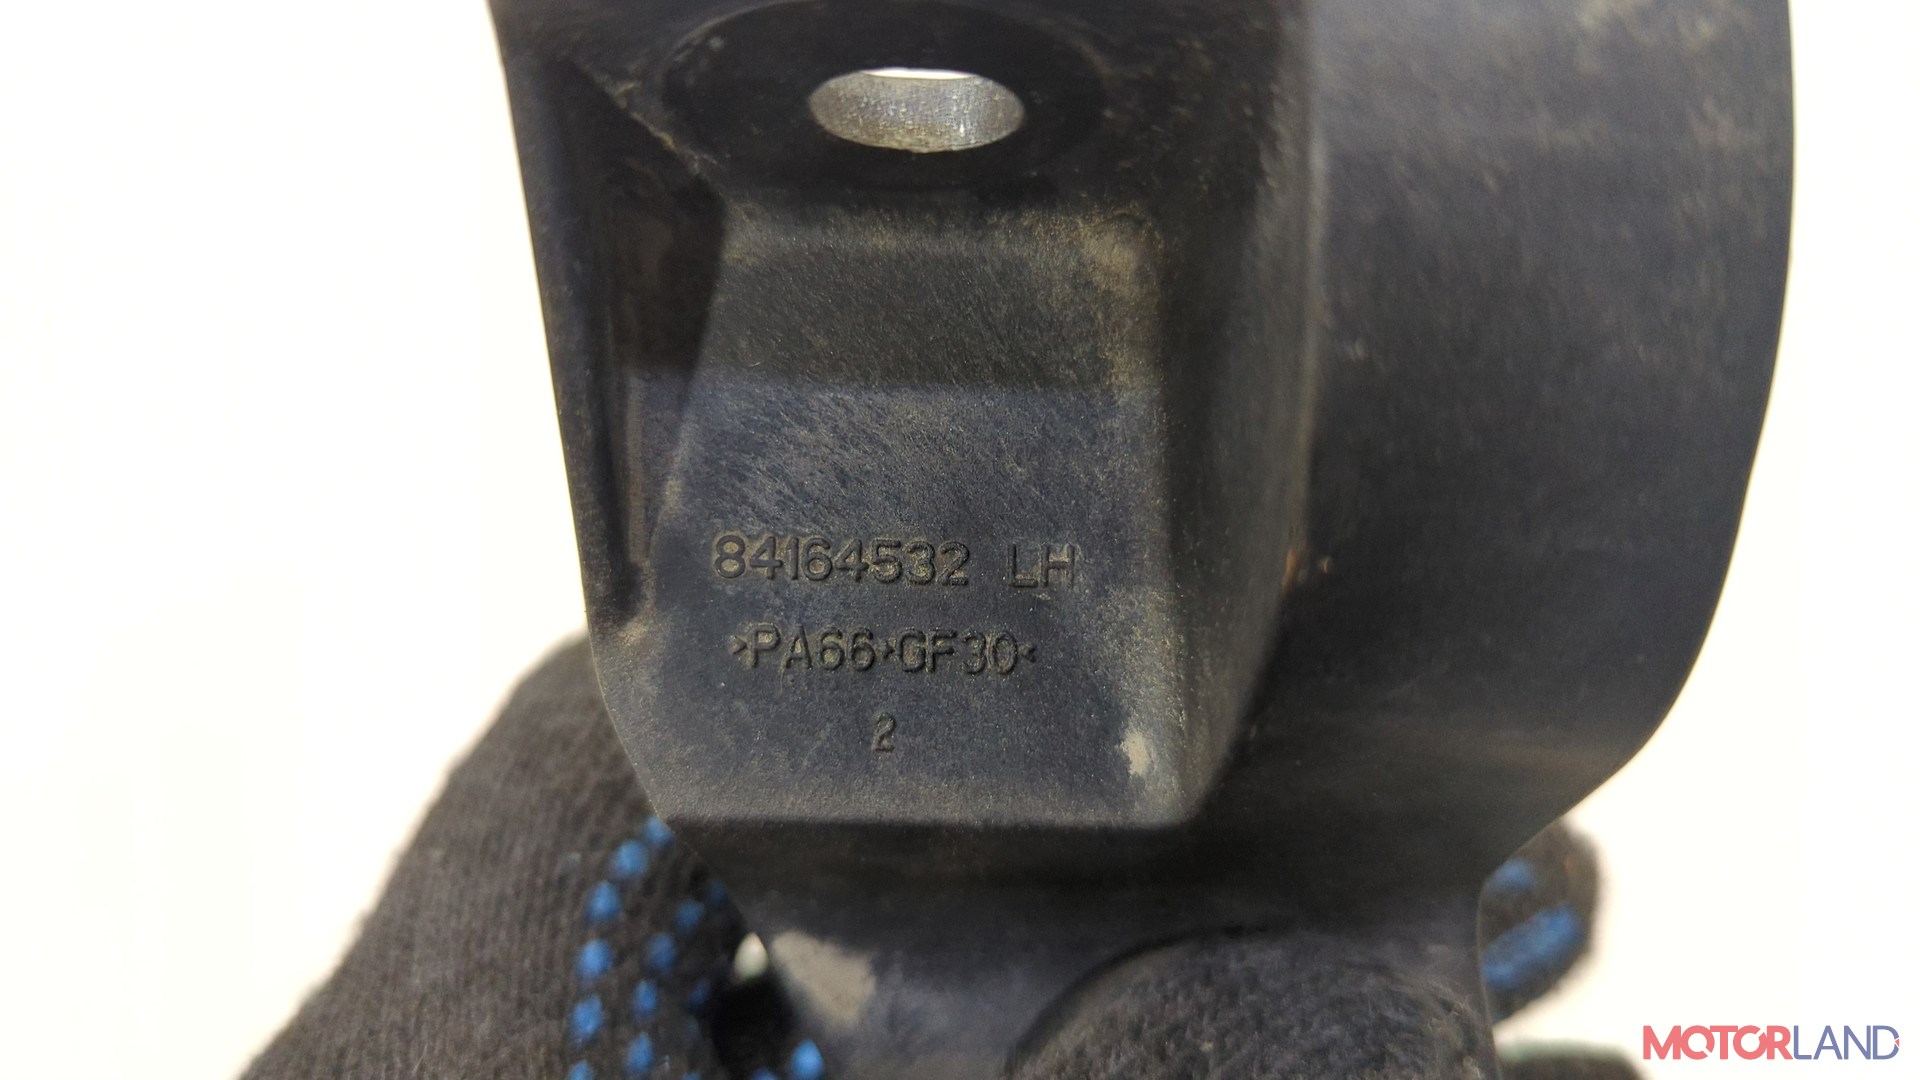 84164532 LH
>PA66-GF30<
2
MOTORLAND